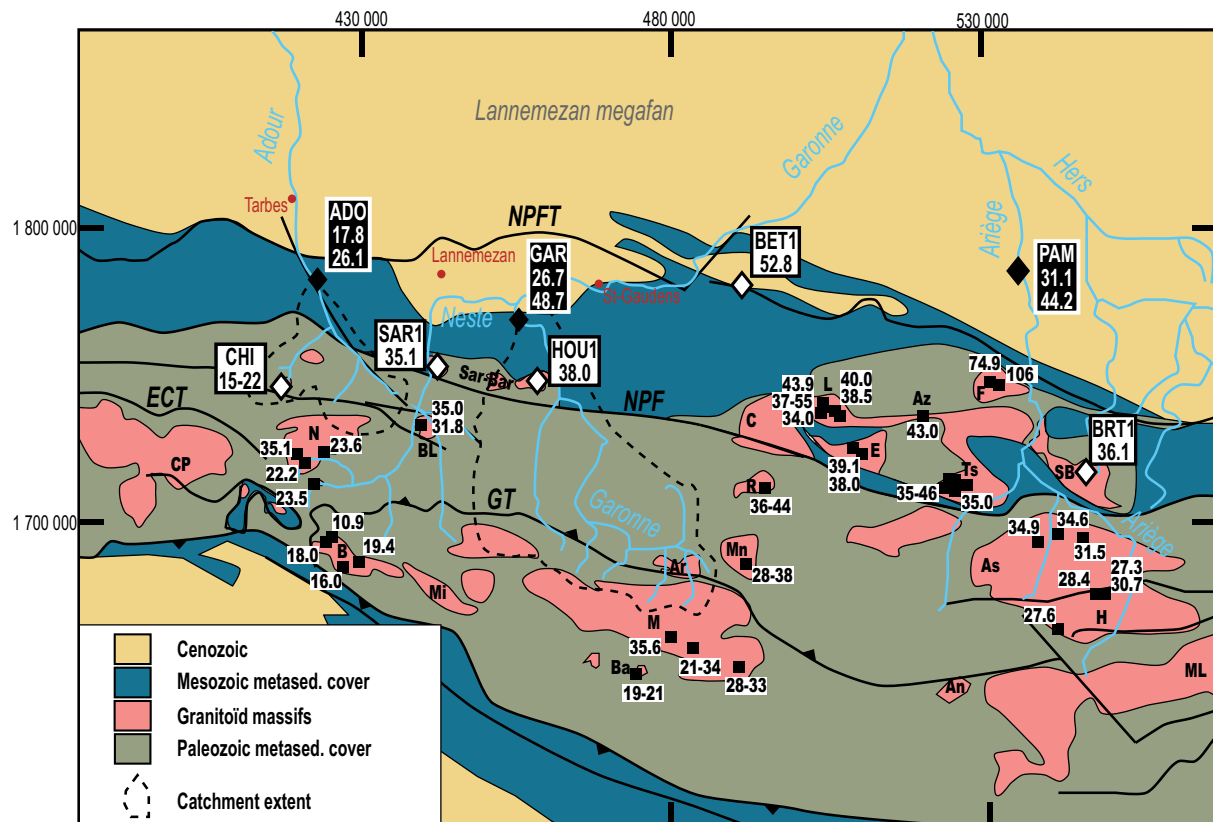 430 000
480 000
530 000
1 800 000
1 700 000
Lannemezan megafan
Adour
Garonne
Hers
Ariège
Tarbes
ADO
17.8
26.1
NPFT
Lannemezan
GAR
26.7
48.7
St-Gaudens
BET1
52.8
PAM
31.1
44.2
Neste
SAR1
35.1
HOU1
38.0
CHI
15-22
Sar-Bar
NPF
ECT
43.9
37-55
34.0
L
40.0
38.5
Az
43.0
74.9
106
F
C
E
39.1
38.0
BRT1
36.1
SB
35.0
31.8
BL
N
35.1
23.6
22.2
23.5
CP
R
36-44
Ts
35-46
35.0
GT
Garonne
Ariège
10.9
18.0
B
19.4
16.0
Mi
Ar
Mn
28-38
34.9
34.6
31.5
As
27.3
30.7
28.4
27.6
H
M
35.6
21-34
28-33
Ba
19-21
An
ML
Cenozoic
Mesozoic metased. cover
Granitoïd massifs
Paleozoic metased. cover
Catchment extent